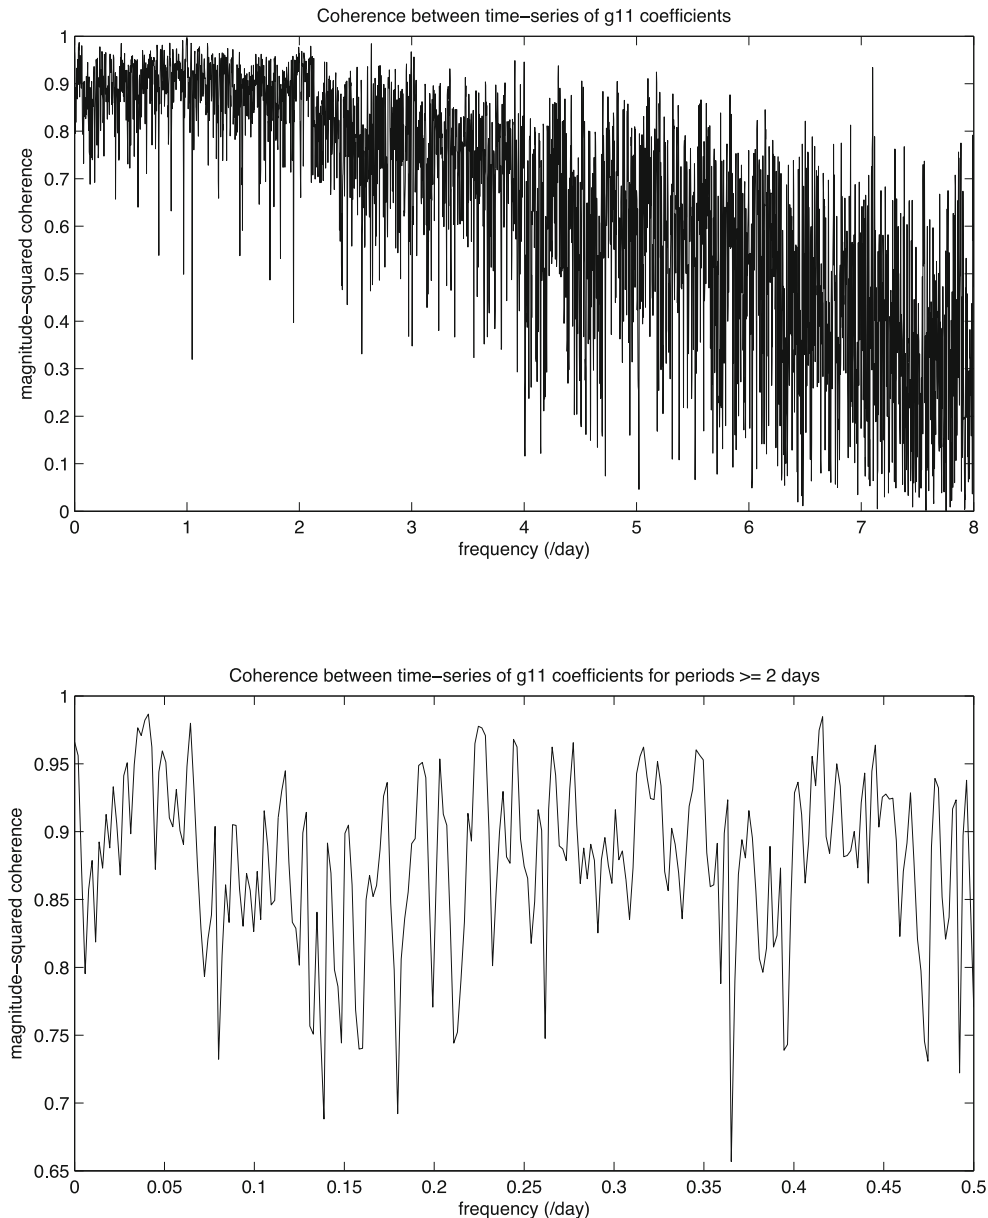 Coherence between time−series of g11 coefficients
1
0.9
0.8
0.7
0.6
0.5
0.4
0.3
0.2
0.1
0
magnitude−squared coherence
0 1 2 3 4 5 6 7 8
frequency (/day)
Coherence between time−series of g11 coefficients for periods >= 2 days
1
0.95
0.9
0.85
0.8
0.75
0.7
0.65
magnitude−squared coherence
0 0.05 0.1 0.15 0.2 0.25 0.3 0.35 0.4 0.45 0.5
frequency (/day)